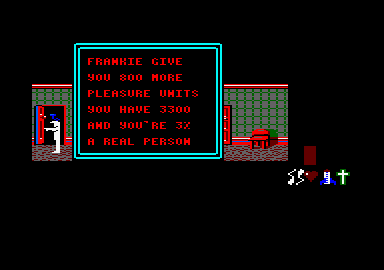 FRANKIE GIVE
YOU 800 MORE
PLEASURE UNITS
YOU HAVE 3300
AND YOU'RE 3%
A REAL PERSON